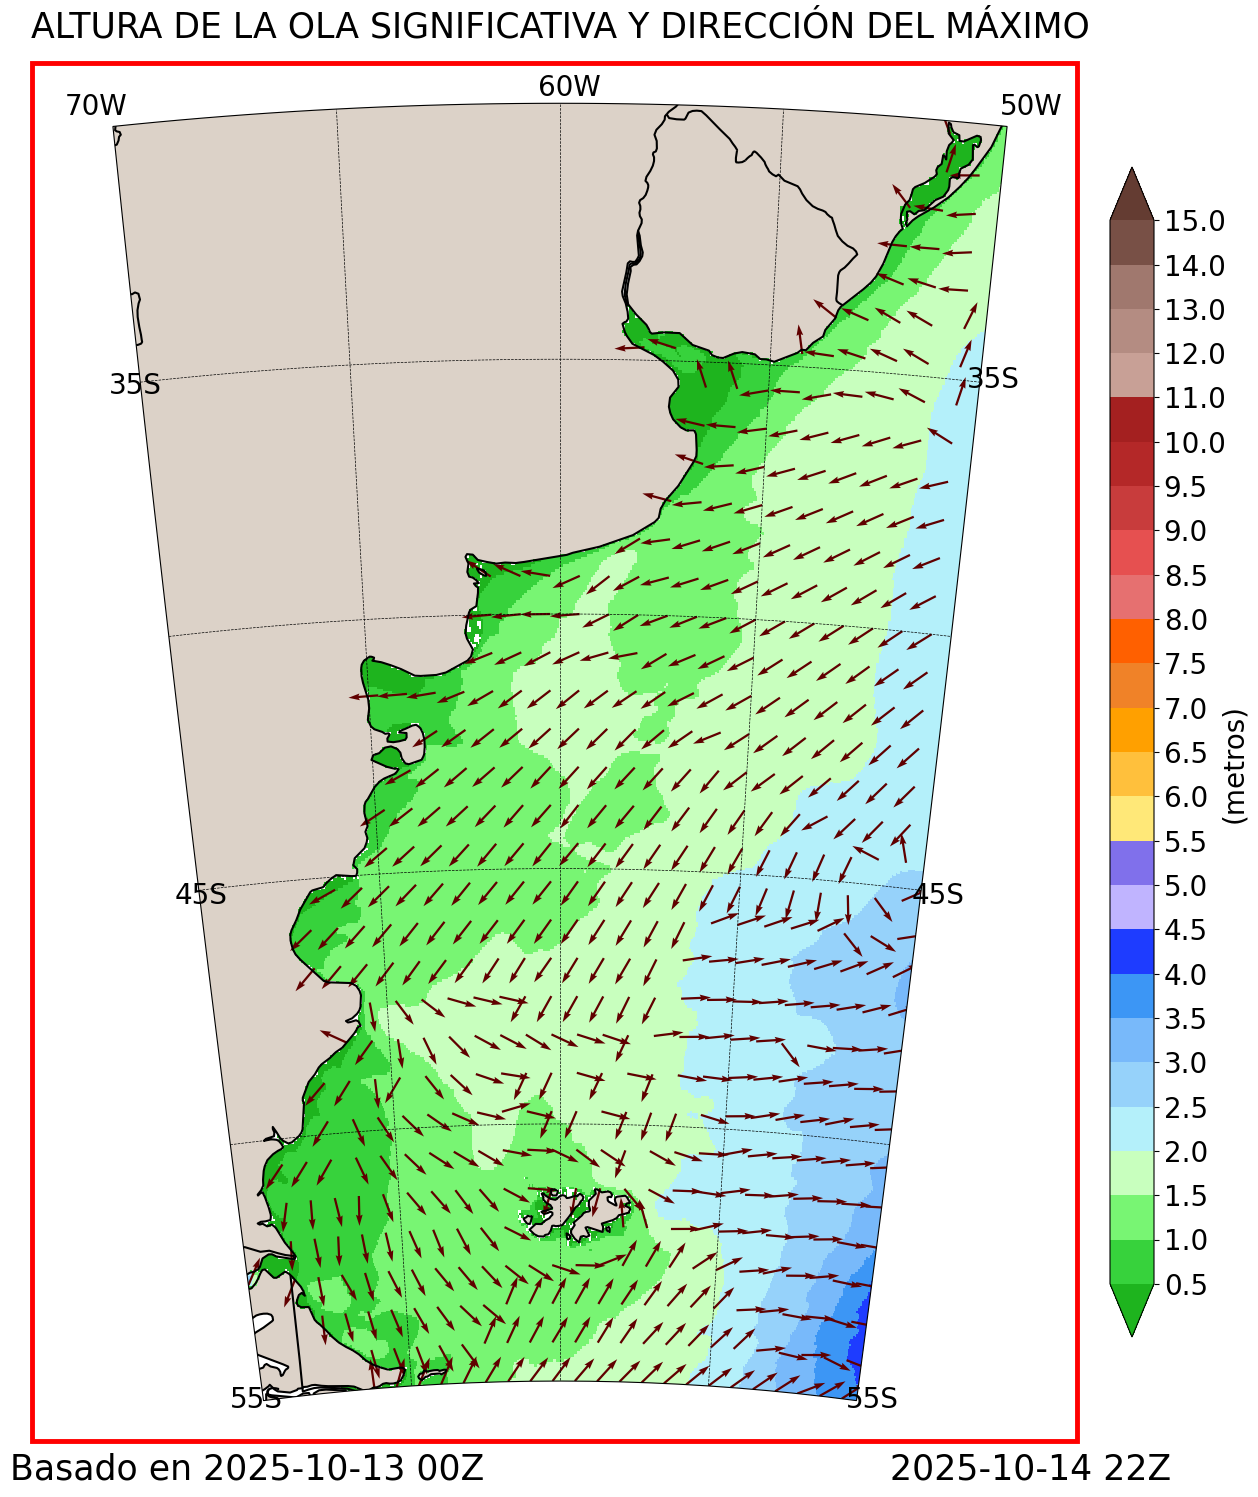 ALTURA DE LA OLA SIGNIFICATIVA Y DIRECCIÓN DEL MÁXIMO
70W
60W
50W
35S
35S
45S
45S
55S
55S
15.0
14.0
13.0
12.0
11.0
10.0
9.5
9.0
8.5
8.0
7.5
7.0
6.5
6.0
5.5
5.0
4.5
4.0
3.5
3.0
2.5
2.0
1.5
1.0
0.5
(metros)
Basado en 2025-10-13 00Z
2025-10-14 22Z